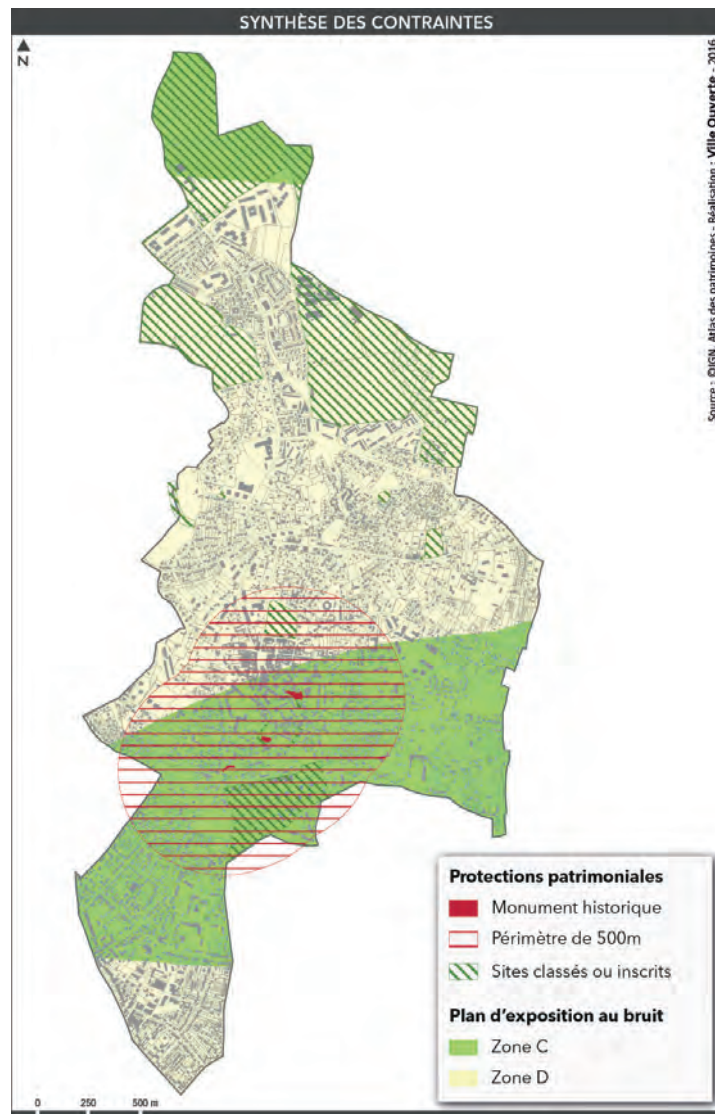 SYNTHÈSE DES CONTRAINTES
N
Source : ©IGN, Atlas des patrimoines - Réalisation : Ville Ouverte - 2016
Protections patrimoniales
Monument historique
Périmètre de 500m
Sites classés ou inscrits
Plan d'exposition au bruit
Zone C
Zone D
0 250 500 m